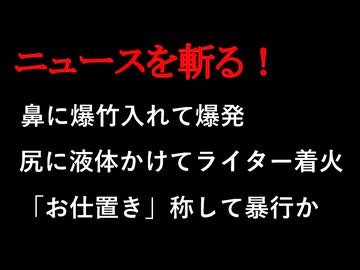 ニュースを斬る！
鼻に爆竹入れて爆発
尻に液体かけてライター着火
「お仕置き」称して暴行か